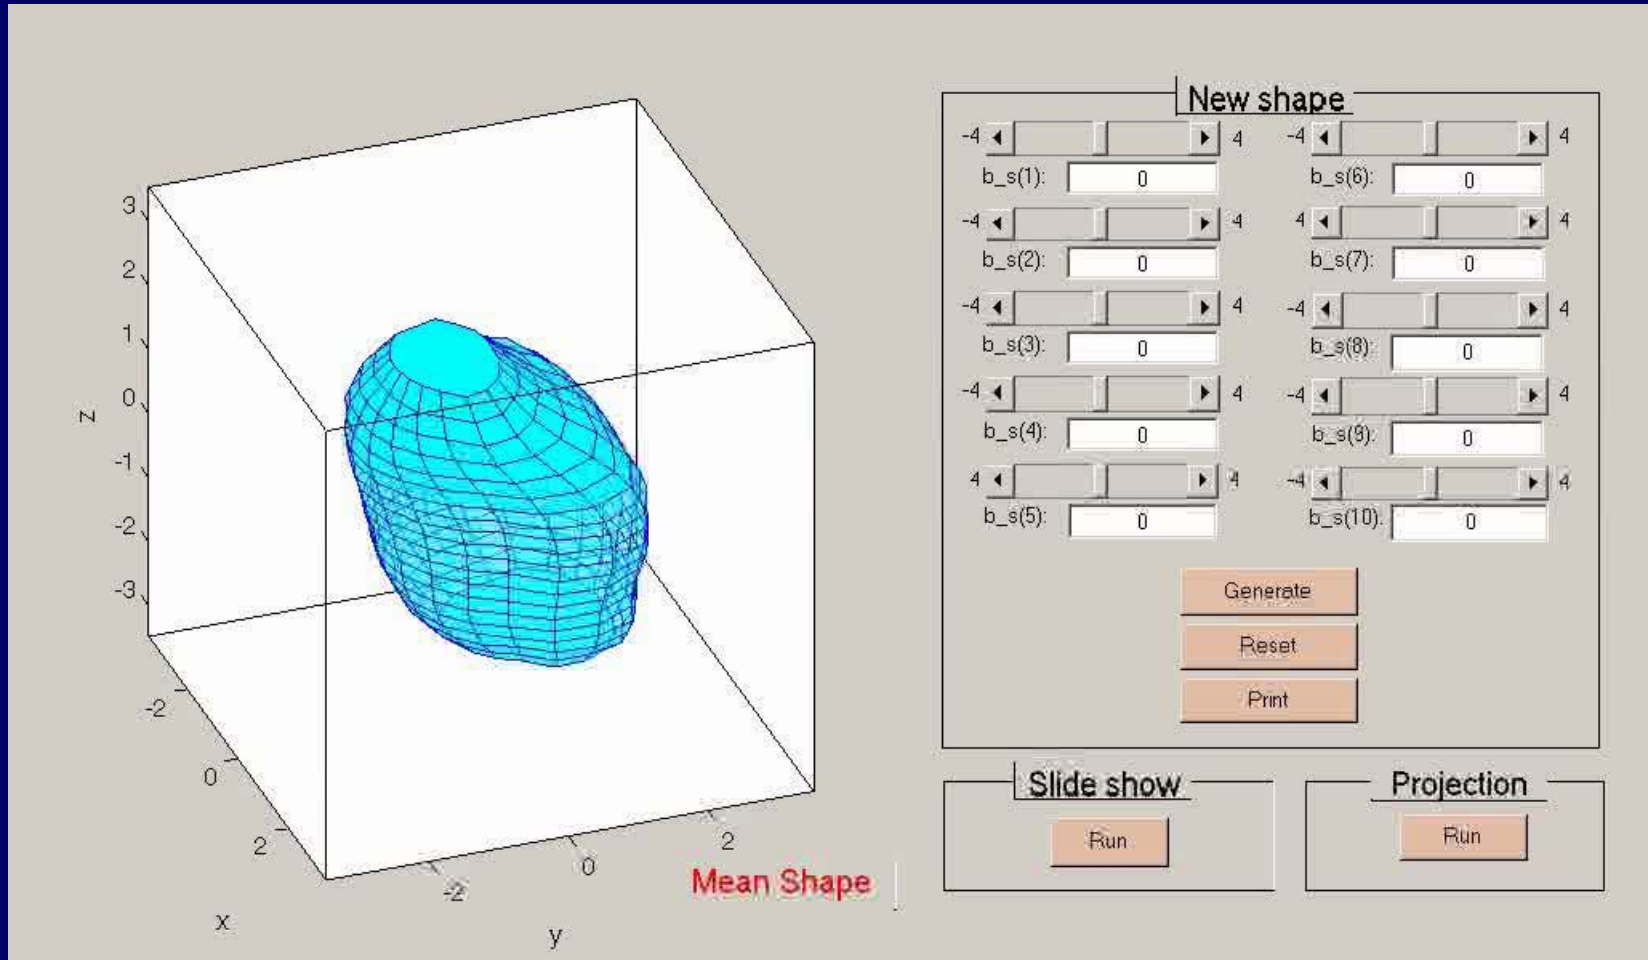 3
2
1
0
-1
-2
-3
z
-2
0
2
x
-2
0
2
y
Mean Shape
New shape
-4 4 -4 4
b_s(1): 0 b_s(6): 0
-4 4 4 4
b_s(2): 0 b_s(7): 0
-4 4 -4 4
b_s(3): 0 b_s(8): 0
-4 4 -4 4
b_s(4): 0 b_s(9): 0
4 4 -4 4
b_s(5): 0 b_s(10): 0
Generate
Reset
Print
Slide show
Run
Projection
Run